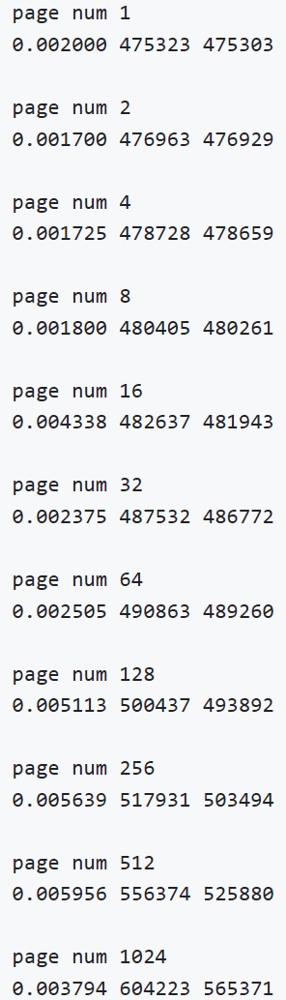 page num 1
0.002000 475323 475303
page num 2
0.001700 476963 476929
page num 4
0.001725 478728 478659
page num 8
0.001800 480405 480261
page num 16
0.004338 482637 481943
page num 32
0.002375 487532 486772
page num 64
0.002505 490863 489260
page num 128
0.005113 500437 493892
page num 256
0.005639 517931 503494
page num 512
0.005956 556374 525880
page num 1024
0.003794 604223 565371